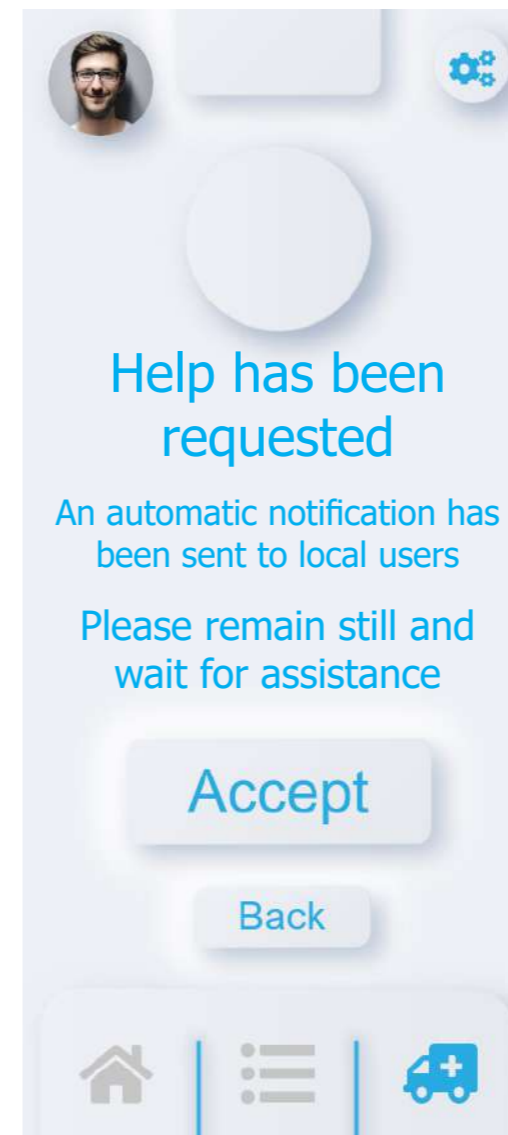 Help has been
requested
An automatic notification has
been sent to local users
Please remain still and
wait for assistance
Accept
Back